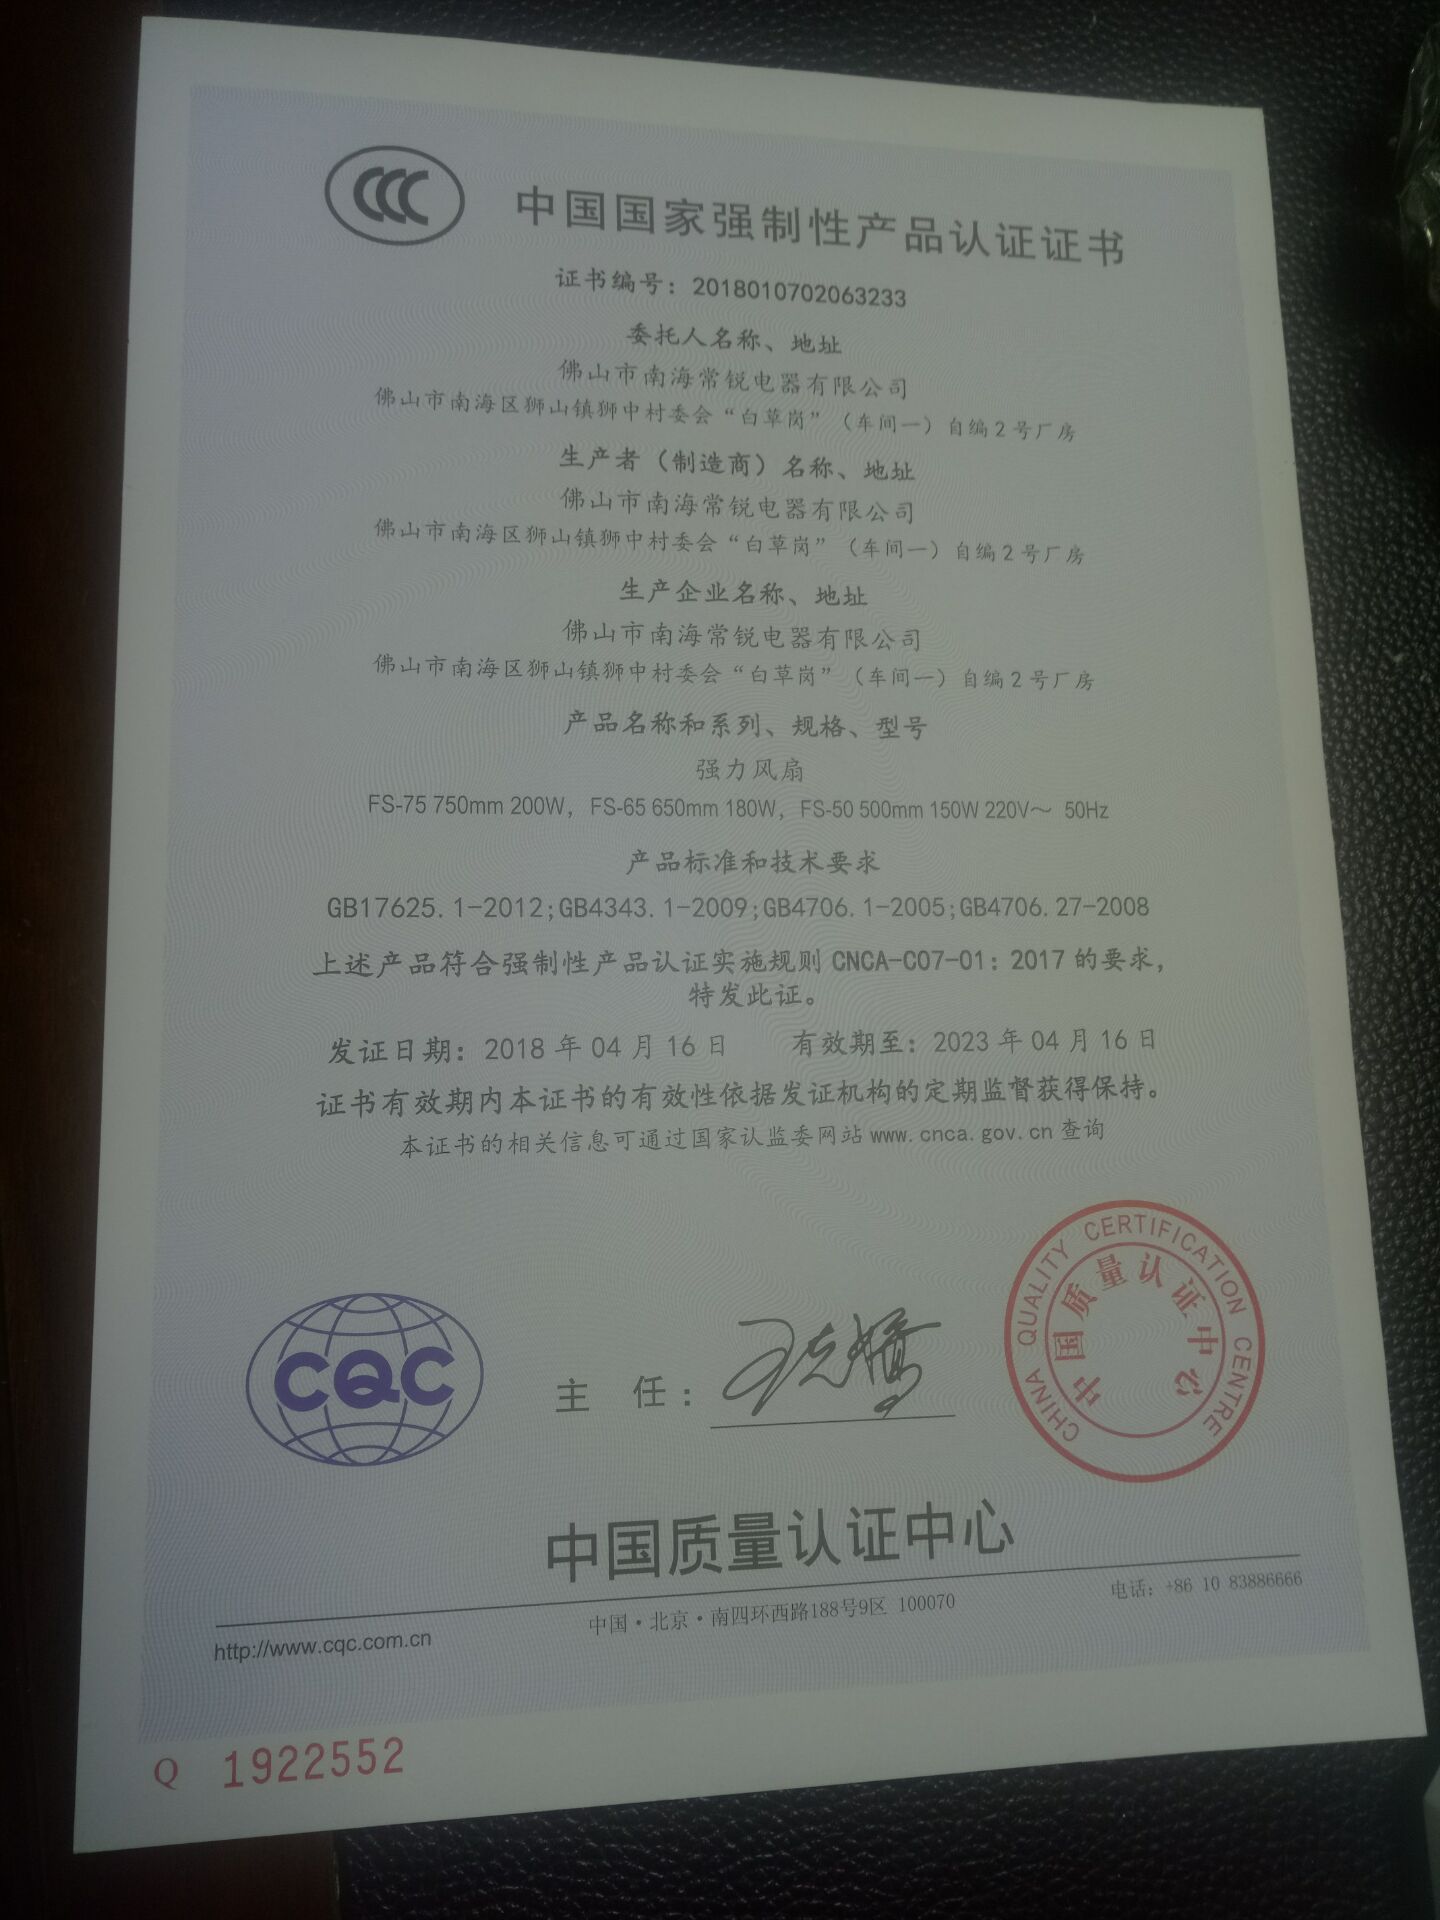 CCC 中国国家强制性产品认证证书
证书编号：2018010702063233
委托人名称、地址
佛山市南海常锐电器有限公司
佛山市南海区狮山镇狮中村委会“白草岗”（车间一）自编2号厂房
生产者（制造商）名称、地址
佛山市南海常锐电器有限公司
佛山市南海区狮山镇狮中村委会“白草岗”（车间一）自编2号厂房
生产企业名称、地址
佛山市南海常锐电器有限公司
佛山市南海区狮山镇狮中村委会“白草岗”（车间一）自编2号厂房
产品名称和系列、规格、型号
强力风扇
FS-75 750mm 200W，FS-65 650mm 180W，FS-50 500mm 150W 220V～ 50Hz
产品标准和技术要求
GB17625.1-2012;GB4343.1-2009;GB4706.1-2005;GB4706.27-2008
上述产品符合强制性产品认证实施规则 CNCA-C07-01：2017 的要求，
特发此证。
发证日期：2018 年 04 月 16 日 有效期至：2023 年 04 月 16 日
证书有效期内本证书的有效性依据发证机构的定期监督获得保持。
本证书的相关信息可通过国家认监委网站 www.cnca.gov.cn 查询
CQC
主 任：
CHINA QUALITY CERTIFICATION CENTRE
中国质量认证中心
中国质量认证中心
http://www.cqc.com.cn
中国·北京·南四环西路188号9区 100070
电话：+86 10 83886666
Q 1922552